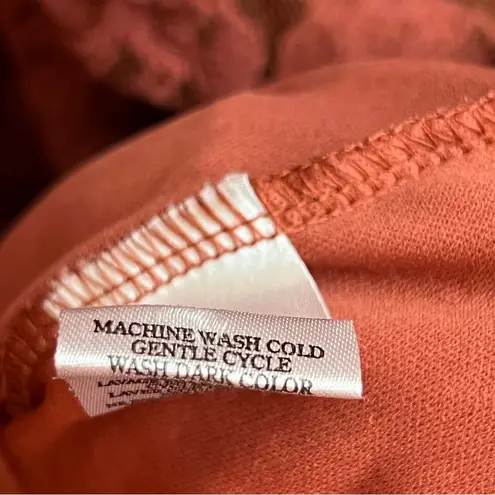 MACHINE WASH COLD
GENTLE CYCLE
WASH DARK COLOR